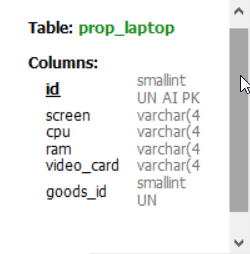 Table: prop_laptop
Columns:
id smallint
UN AI PK
screen varchar(4
cpu varchar(4
ram varchar(4
video_card varchar(4
goods_id smallint
UN